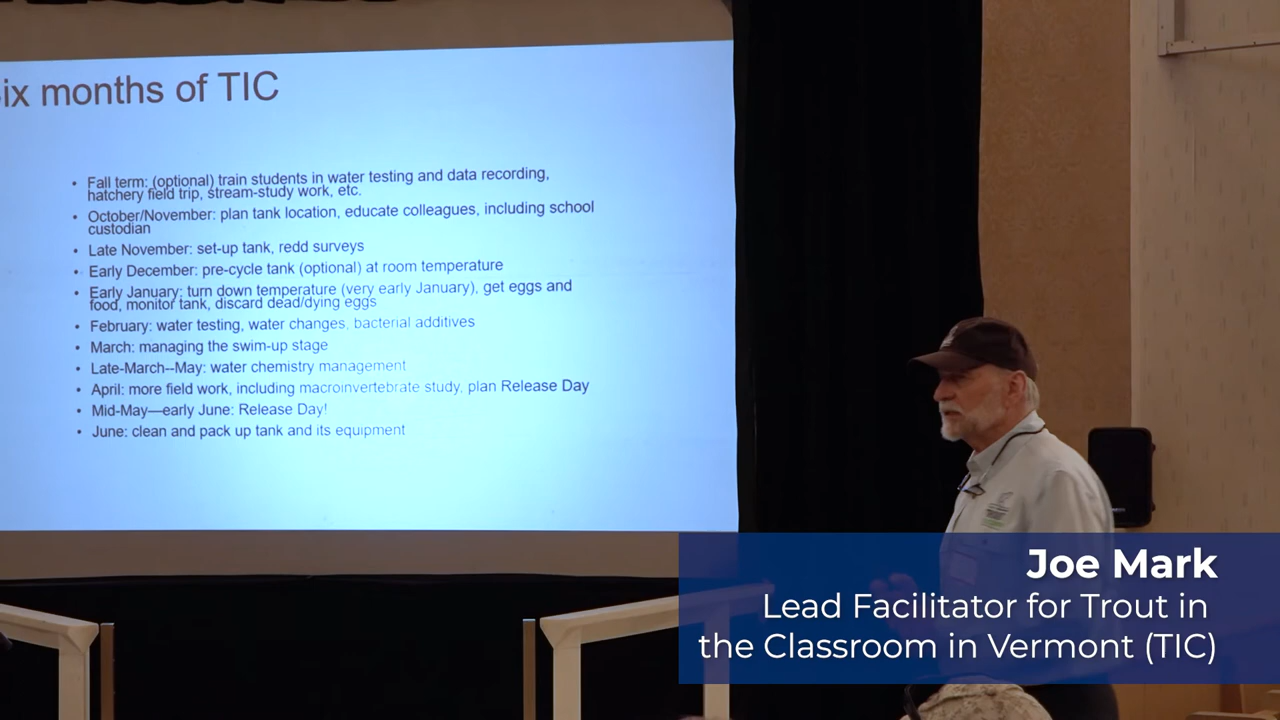 ix months of TIC
• Fall term: (optional) train students in water testing and data recording,
hatchery field trip, stream-study work, etc.
• October/November: plan tank location, educate colleagues, including school
custodian
• Late November: set-up tank, redd surveys
• Early December: pre-cycle tank (optional) at room temperature
• Early January: turn down temperature (very early January), get eggs and
food, monitor tank, discard dead/dying eggs
• February: water testing, water changes, bacterial additives
• March: managing the swim-up stage
• Late-March--May: water chemistry management
• April: more field work, including macroinvertebrate study, plan Release Day
• Mid-May—early June: Release Day!
• June: clean and pack up tank and its equipment
Joe Mark
Lead Facilitator for Trout in
the Classroom in Vermont (TIC)